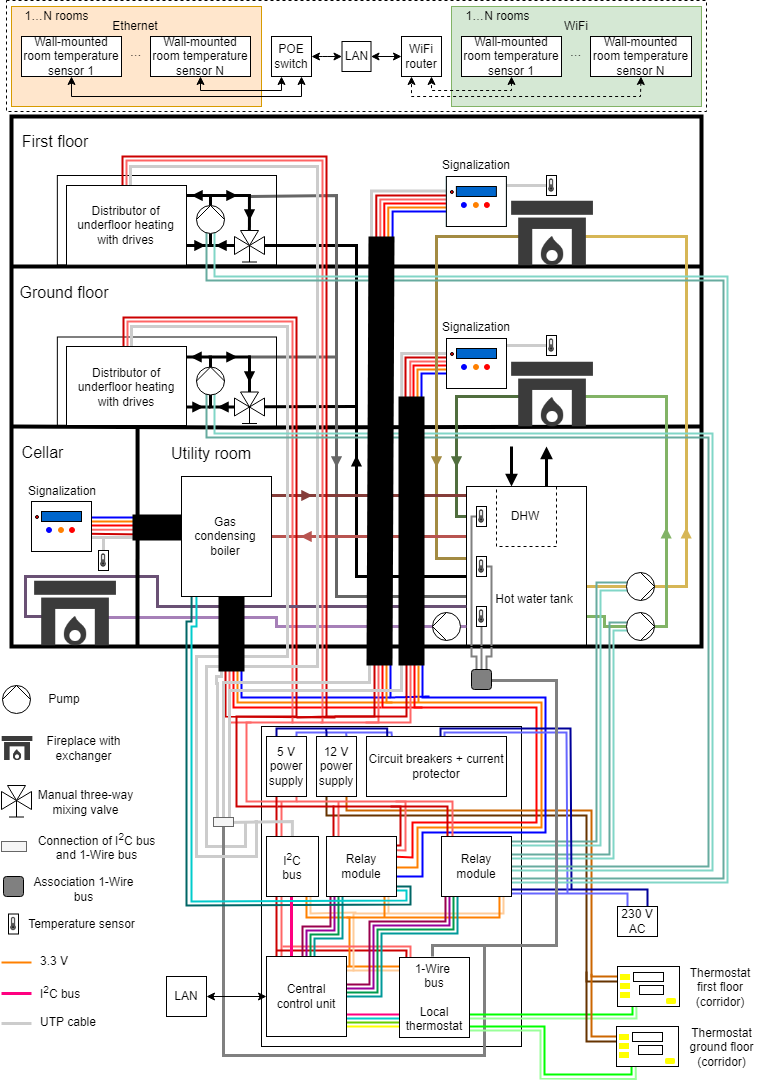 1...N rooms
Ethernet
Wall-mounted
room temperature
sensor 1
...
Wall-mounted
room temperature
sensor N
POE
switch
LAN
WiFi
router
1...N rooms
WiFi
Wall-mounted
room temperature
sensor 1
...
Wall-mounted
room temperature
sensor N
First floor
Distributor of
underfloor heating
with drives
Signalization
Ground floor
Distributor of
underfloor heating
with drives
Signalization
Cellar
Signalization
Utility room
Gas
condensing
boiler
DHW
Hot water tank
Pump
Fireplace with
exchanger
Manual three-way
mixing valve
Connection of I²C bus
and 1-Wire bus
Association 1-Wire
bus
Temperature sensor
3.3 V
I²C bus
UTP cable
5 V
power
supply
12 V
power
supply
Circuit breakers + current
protector
I²C
bus
Relay
module
Relay
module
230 V
AC
LAN
Central
control unit
1-Wire
bus
Local
thermostat
Thermostat
first floor
(corridor)
Thermostat
ground floor
(corridor)